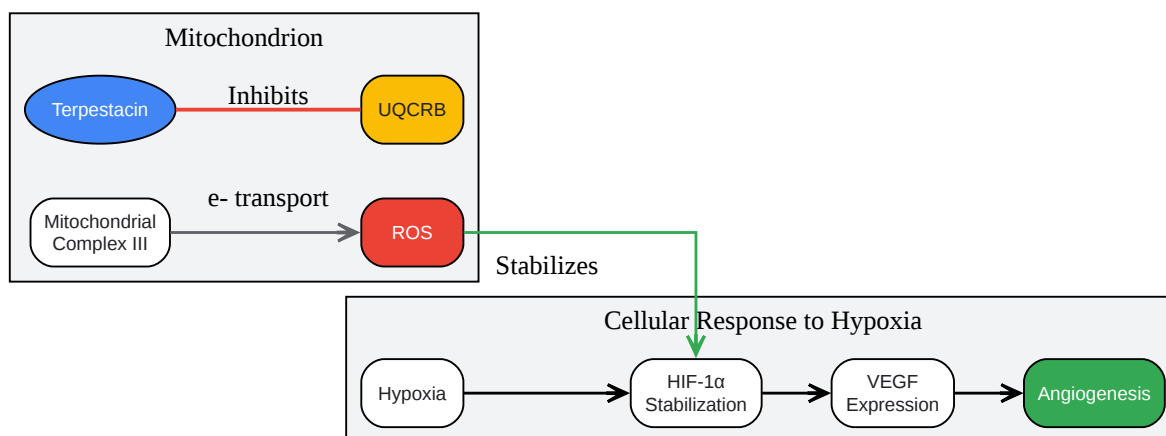 Mitochondrion
Terpestacin
Inhibits
UQCRB
Mitochondrial
Complex III
e- transport
ROS
Stabilizes
Cellular Response to Hypoxia
Hypoxia
HIF-1α
Stabilization
VEGF
Expression
Angiogenesis